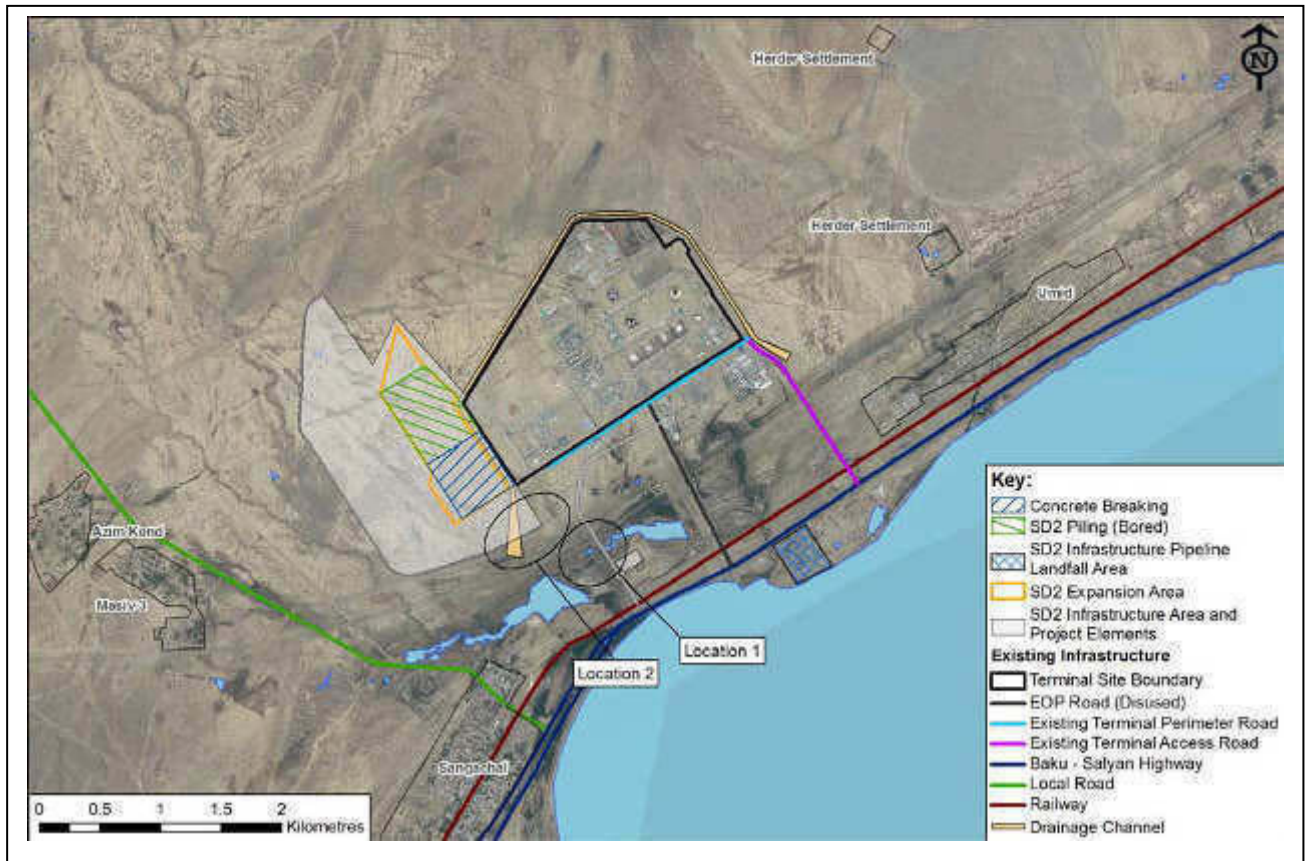 Herder Settlement
N
Herder Settlement
Umid
Azim Kend
Masiv 3
Sangachal
Location 1
Location 2
0 0.5 1 1.5 2
Kilometres
Key:
Concrete Breaking
SD2 Piling (Bored)
SD2 Infrastructure Pipeline
Landfall Area
SD2 Expansion Area
SD2 Infrastructure Area and
Project Elements
Existing Infrastructure
Terminal Site Boundary
EOP Road (Disused)
Existing Terminal Perimeter Road
Existing Terminal Access Road
Baku - Salyan Highway
Local Road
Railway
Drainage Channel